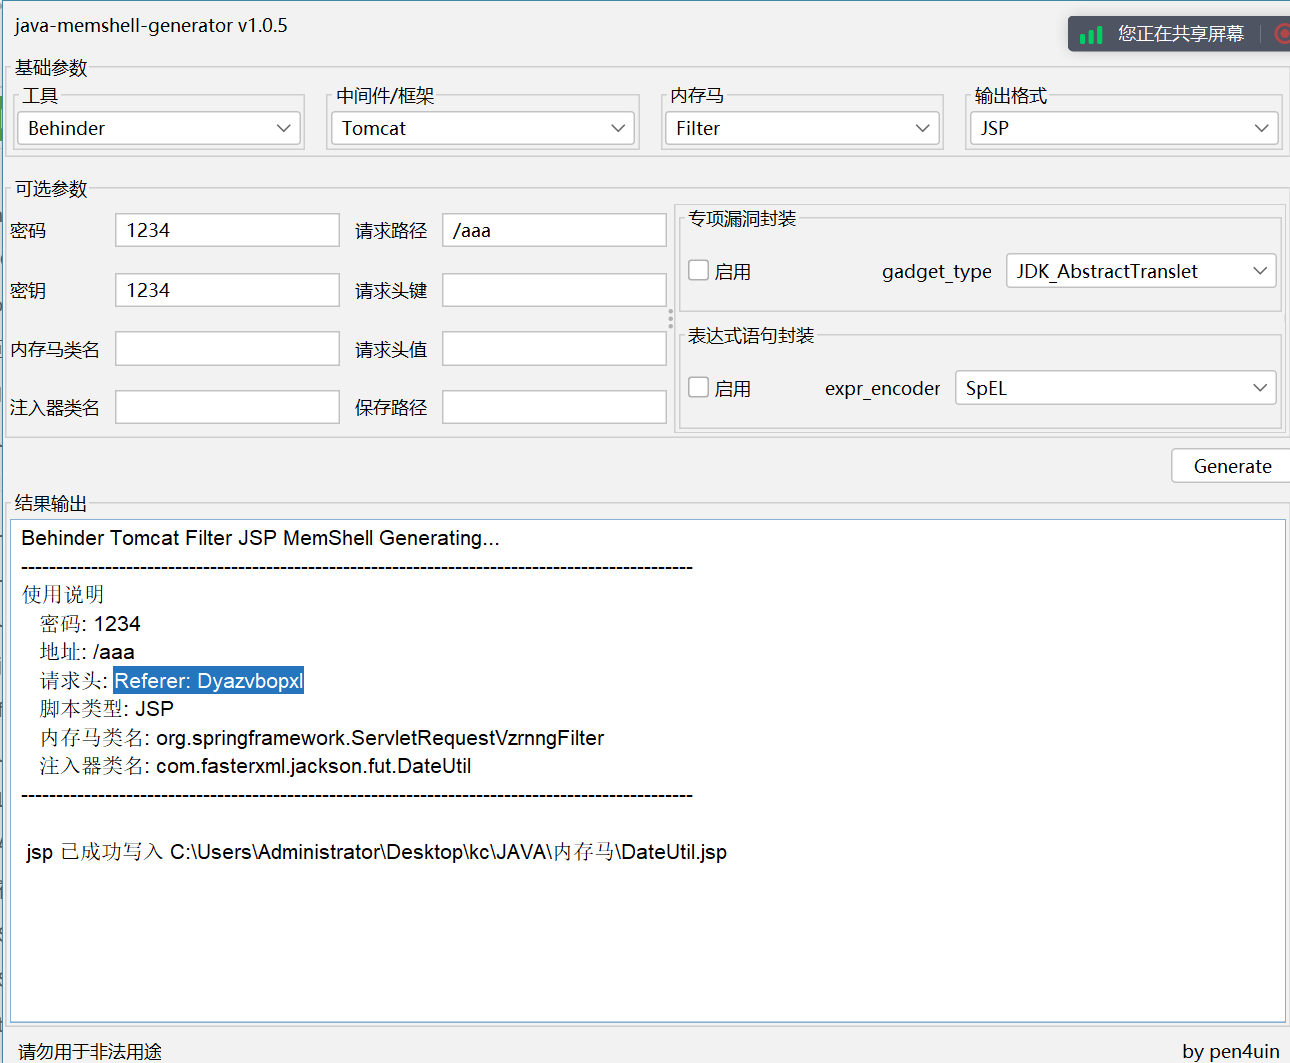 java-memshell-generator v1.0.5
您正在共享屏幕
基础参数
工具 中间件/框架 内存马 输出格式
Behinder Tomcat Filter JSP
可选参数
密码 1234 请求路径 /aaa
密钥 1234 请求头键
内存马类名 请求头值
注入器类名 保存路径
专项漏洞封装
启用 gadget_type JDK_AbstractTranslet
表达式语句封装
启用 expr_encoder SpEL
Generate
结果输出
Behinder Tomcat Filter JSP MemShell Generating...
------------------------------------------------------------------------------------------------
使用说明
密码: 1234
地址: /aaa
请求头: Referer: Dyazvbopxl
脚本类型: JSP
内存马类名: org.springframework.ServletRequestVzrnngFilter
注入器类名: com.fasterxml.jackson.fut.DateUtil
------------------------------------------------------------------------------------------------
jsp 已成功写入 C:\Users\Administrator\Desktop\kc\JAVA\内存马\DateUtil.jsp
请勿用于非法用途 by pen4uin